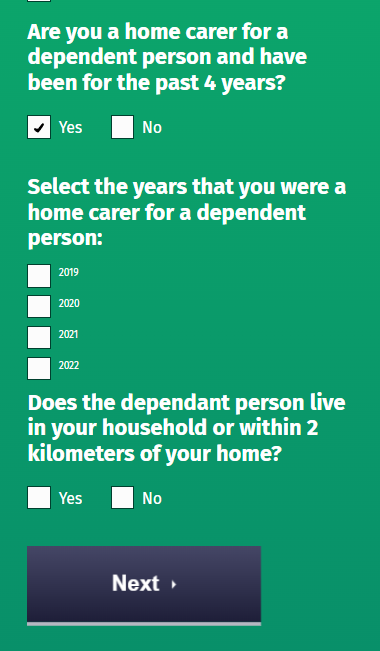 Are you a home carer for a
dependent person and have
been for the past 4 years?
Yes No
Select the years that you were a
home carer for a dependent
person:
2019
2020
2021
2022
Does the dependant person live
in your household or within 2
kilometers of your home?
Yes No
Next